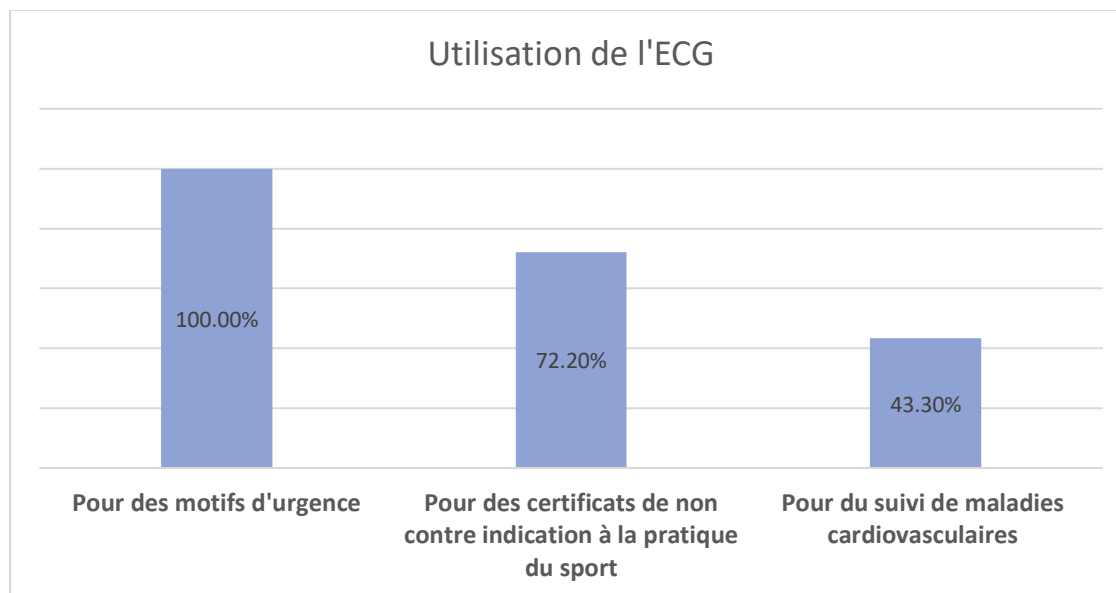 Utilisation de l'ECG
100.00%
72.20%
43.30%
Pour des motifs d'urgence
Pour des certificats de non
contre indication à la pratique
du sport
Pour du suivi de maladies
cardiovasculaires